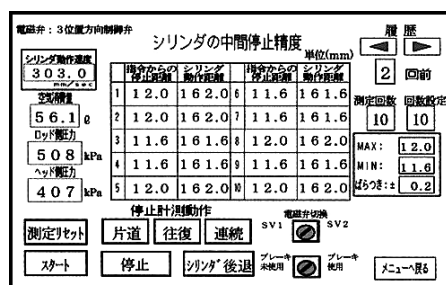 電磁弁：3位置方向制御弁
シリンダの中間停止精度
単位(mm)
履 歴
シリンダ動作速度
303.0
mm/sec
56.1 ℓ
ロッド側圧力
508 kPa
ヘッド側圧力
407 kPa
指令からの停止距離 シリンダ動作距離 指令からの停止距離 シリンダ動作距離
1 12.0 162.0 6 11.6 161.6
2 12.0 162.0 7 11.6 161.6
3 11.6 161.6 8 12.0 162.0
4 11.6 161.6 9 11.6 161.6
5 12.0 162.0 10 12.0 162.0
2 回前
測定回数 回数設定
10 10
MAX: 12.0
MIN: 11.6
ばらつき:± 0.2
停止計測動作
測定リセット 片道 往復 連続
電磁弁切換
SV1 SV2
スタート 停止 シリンダ後退
ブレーキ未使用 ブレーキ使用
メニューへ戻る